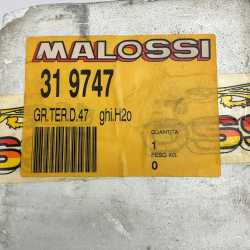 MALOSSI
31 9747
GR.TER.D.47 ghi.H2o
QUANTITA
1
PESO KG.
0